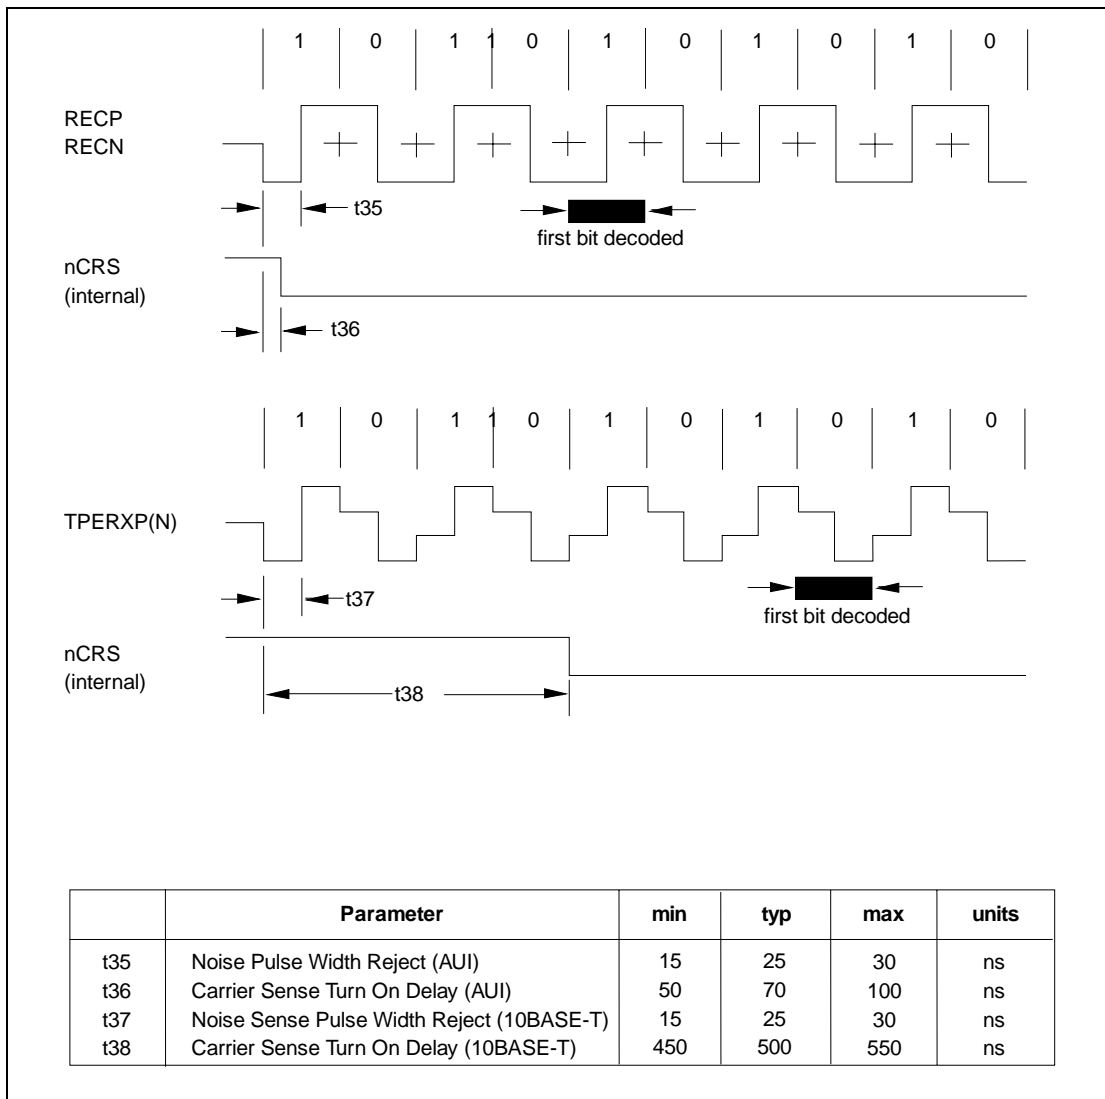 1 0 1 1 0 1 0 1 0 1 0
RECP
RECN
t35
first bit decoded
nCRS
(internal)
t36
1 0 1 1 0 1 0 1 0 1 0
TPERXP(N)
t37
first bit decoded
nCRS
(internal)
t38
Parameter min typ max units
t35 Noise Pulse Width Reject (AUI) 15 25 30 ns
t36 Carrier Sense Turn On Delay (AUI) 50 70 100 ns
t37 Noise Sense Pulse Width Reject (10BASE-T) 15 25 30 ns
t38 Carrier Sense Turn On Delay (10BASE-T) 450 500 550 ns